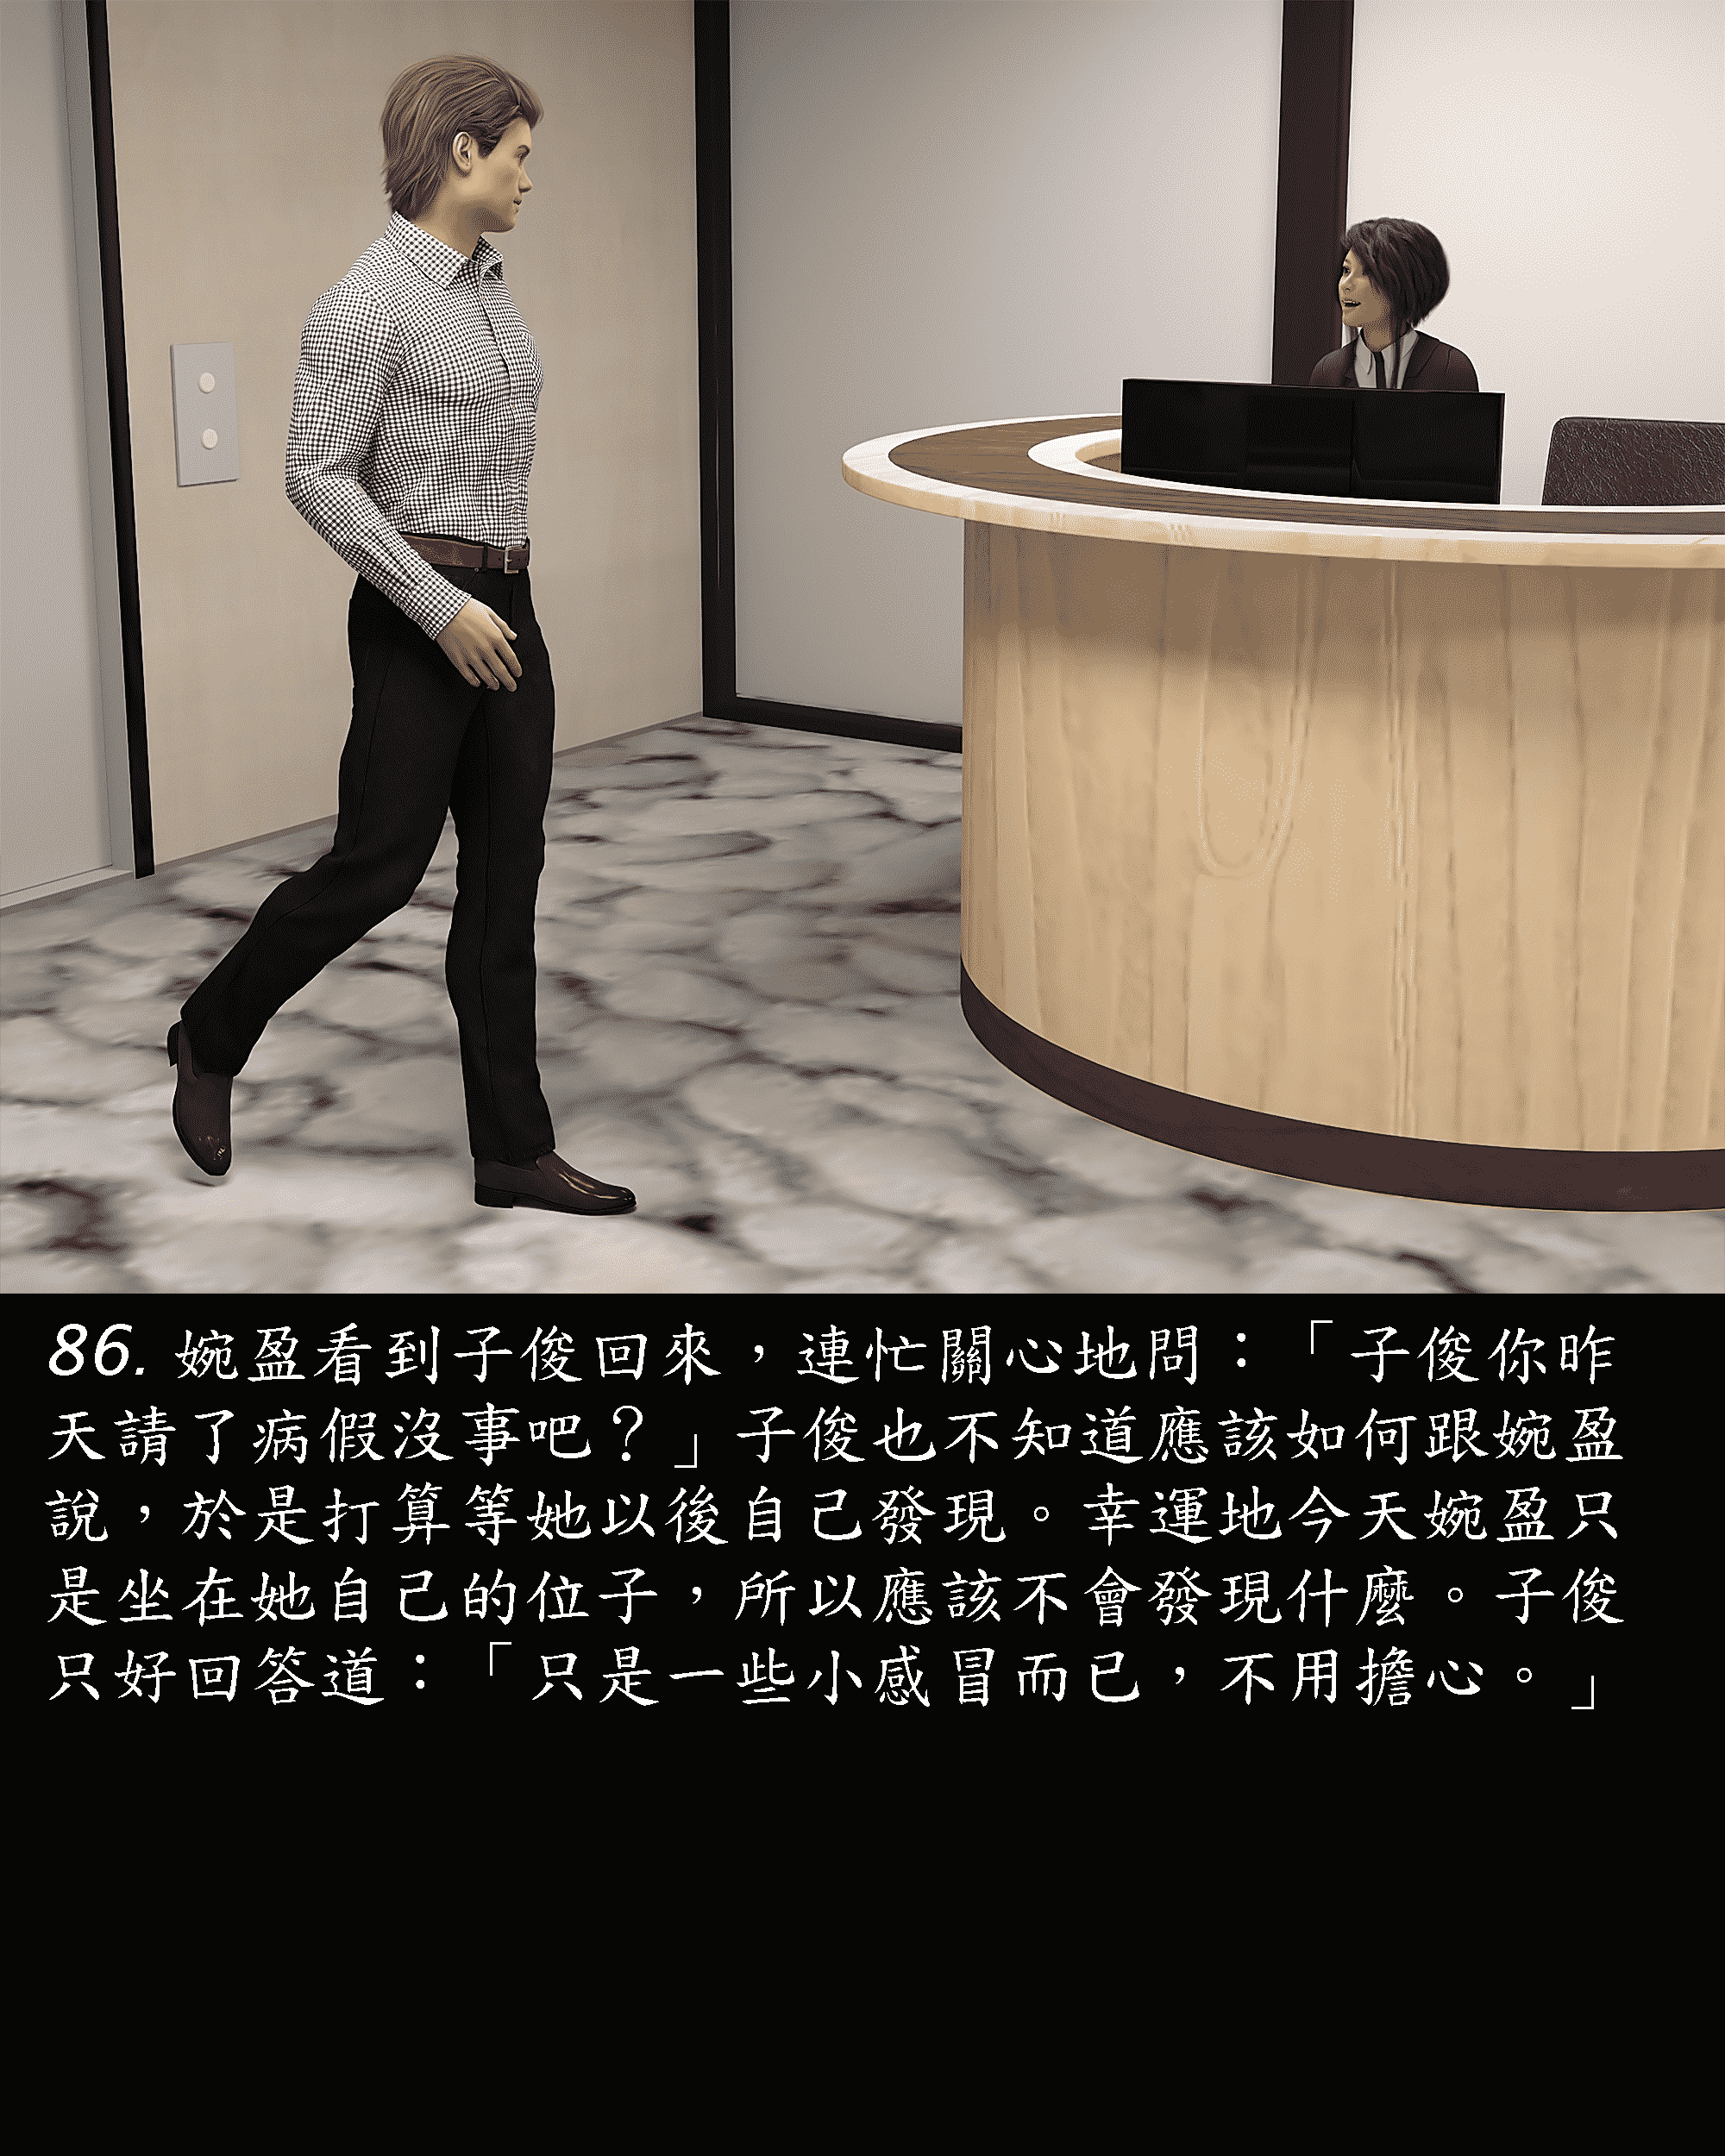 86. 婉盈看到子俊回來，連忙關心地問：「子俊你昨
天請了病假沒事吧？」子俊也不知道應該如何跟婉盈
說，於是打算等她以後自己發現。幸運地今天婉盈只
是坐在她自己的位子，所以應該不會發現什麼。子俊
只好回答道：「只是一些小感冒而已，不用擔心。」